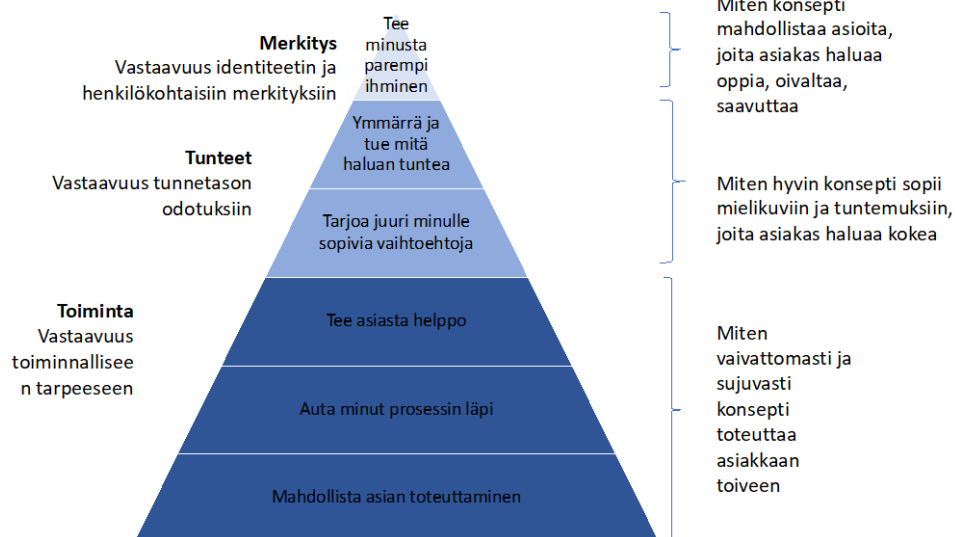 Merkitys
Vastaavuus identiteetin ja
henkilökohtaisiin merkityksiin
Tunteet
Vastaavuus tunnetason
odotuksiin
Toiminta
Vastaavuus
toiminnallisee
n tarpeeseen
Tee
minusta
parempi
ihminen
Ymmärrä ja
tue mitä
haluan tuntea
Tarjoa juuri minulle
sopivia vaihtoehtoja
Tee asiasta helppo
Auta minut prosessin läpi
Mahdollista asian toteuttaminen
Miten konsepti
mahdollistaa asioita,
joita asiakas haluaa
oppia, oivaltaa,
saavuttaa
Miten hyvin konsepti sopii
mielikuviin ja tuntemuksiin,
joita asiakas haluaa kokea
Miten
vaivattomasti ja
sujuvasti
konsepti
toteuttaa
asiakkaan
toiveen